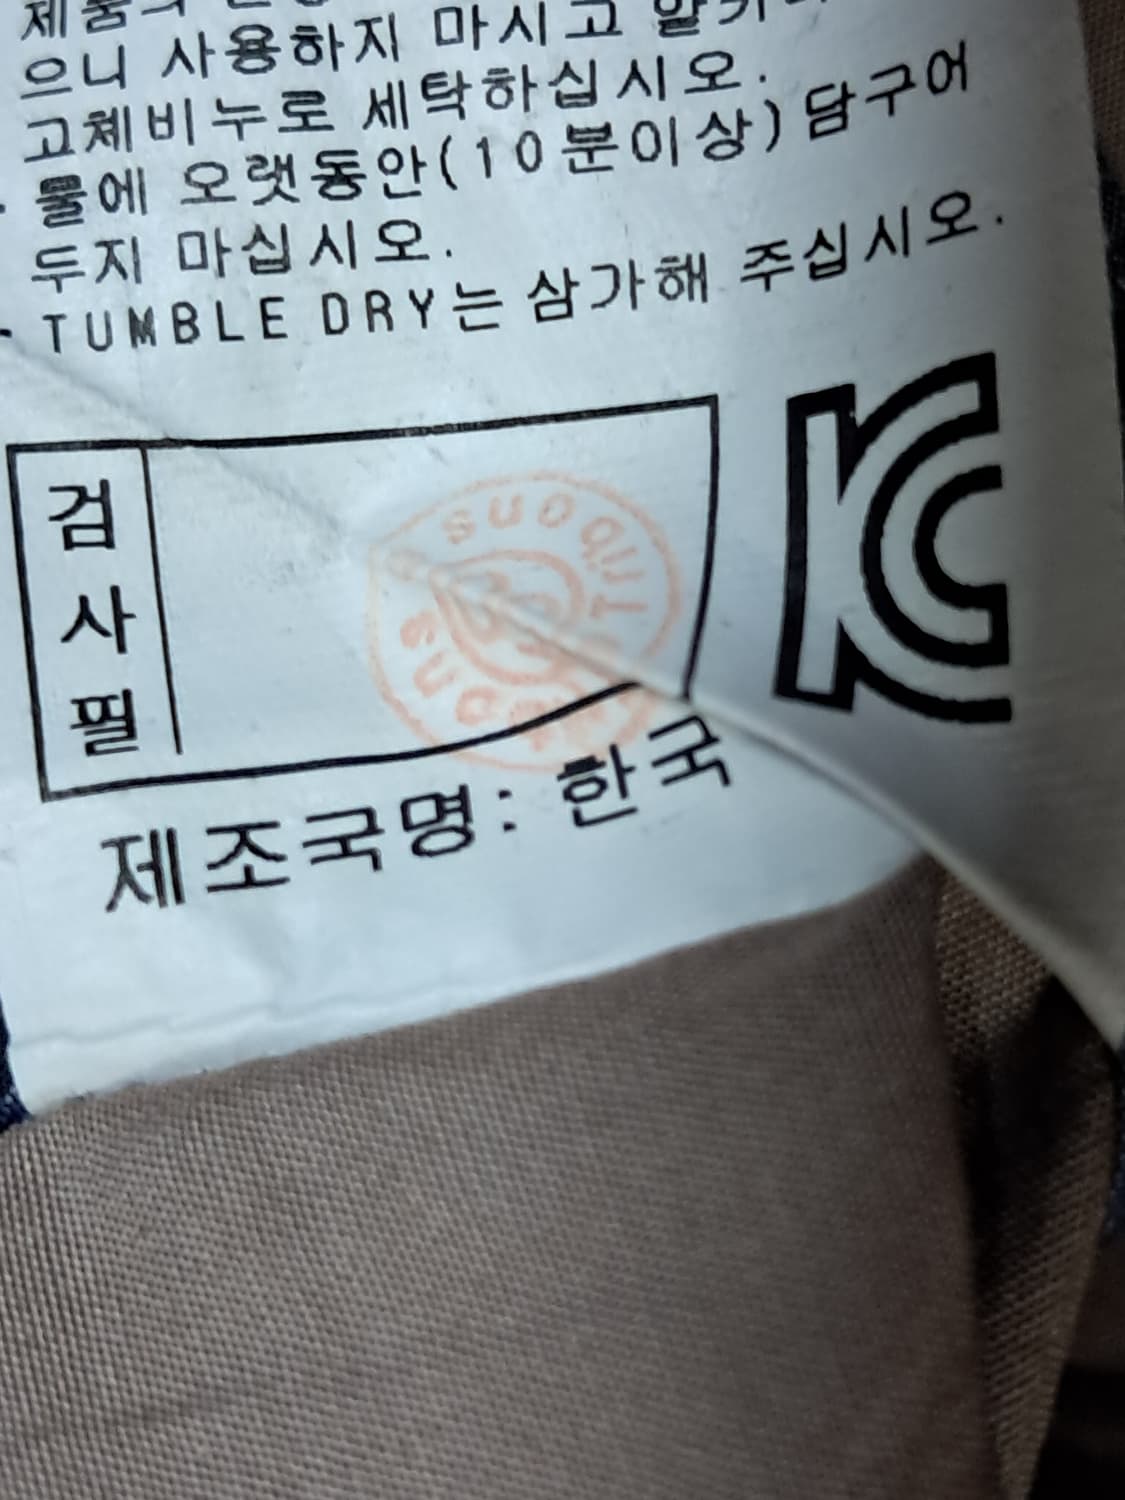 으니 사용하지 마시고
고체비누로 세탁하십시오.
· 물에 오랫동안(10분이상) 담구어
두지 마십시오.
· TUMBLE DRY는 삼가해 주십시오.
검사필
KC
제조국명: 한국